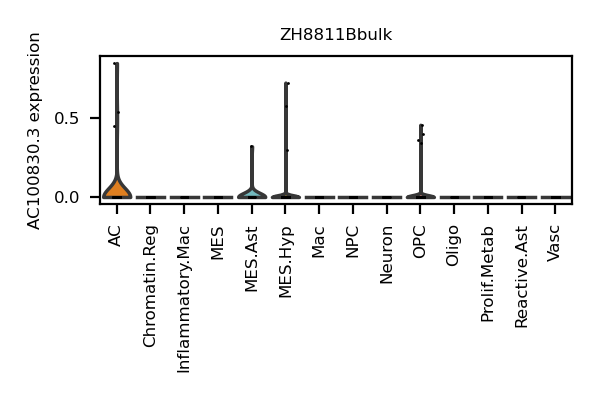 ZH8811Bbulk
AC100830.3 expression
0.5
0.0
AC
Chromatin.Reg
Inflammatory.Mac
MES
MES.Ast
MES.Hyp
Mac
NPC
Neuron
OPC
Oligo
Prolif.Metab
Reactive.Ast
Vasc